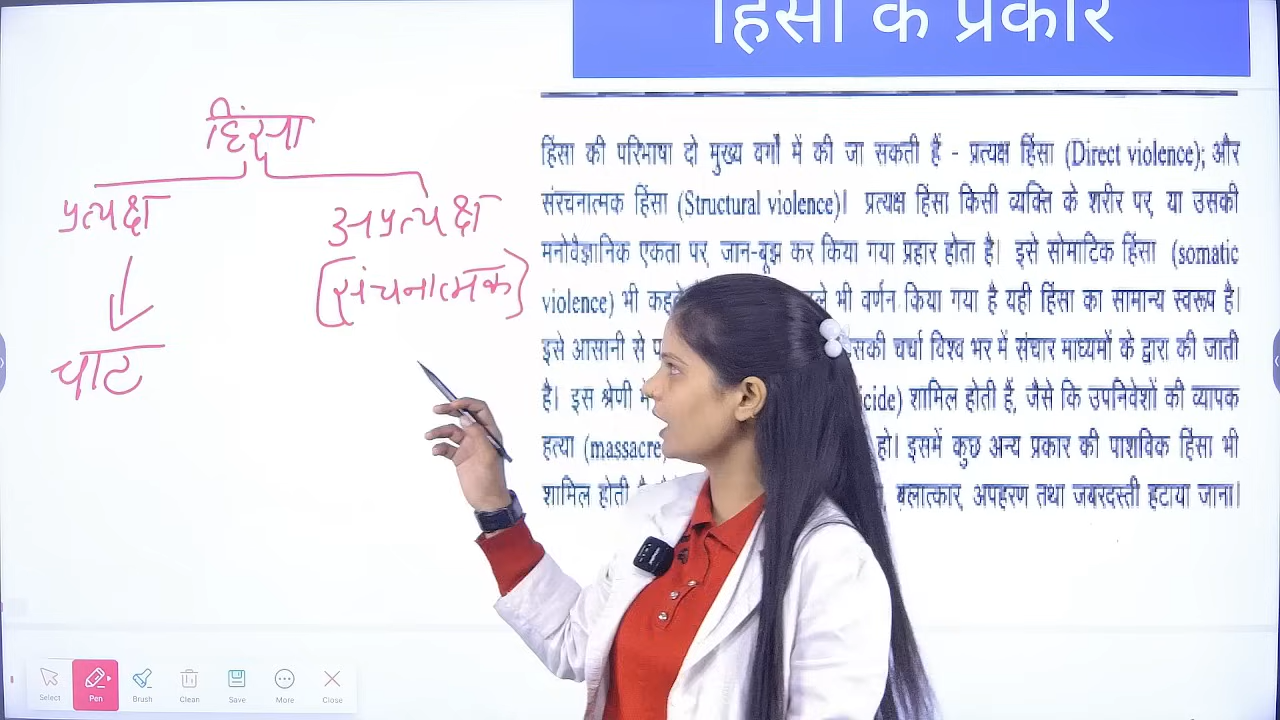 हिंसा के प्रकार
हिंसा
प्रत्यक्ष
अप्रत्यक्ष
(संचनात्मक)
चाट
हिंसा की परिभाषा दो मुख्य वर्गों में की जा सकती हैं - प्रत्यक्ष हिंसा (Direct violence); और
संरचनात्मक हिंसा (Structural violence)। प्रत्यक्ष हिंसा किसी व्यक्ति के शरीर पर, या उसकी
मनोवैज्ञानिक एकता पर, जान-बूझ कर किया गया प्रहार होता है। इसे सोमाटिक हिंसा (somatic
violence) भी भी वर्णन किया गया है यही हिंसा का सामान्य स्वरूप है।
इसे आसानी से चर्चा विश्व भर में संचार माध्यमों के द्वारा की जाती
है। इस श्रेणी शामिल होती हैं, जैसे कि उपनिवेशों की व्यापक
हत्या (massacre हो। इसमें कुछ अन्य प्रकार की पाशविक हिंसा भी
शामिल होती बलात्कार, अपहरण तथा जबरदस्ती हटाया जाना।
Select
Pen
Brush
Clean
Save
More
Close